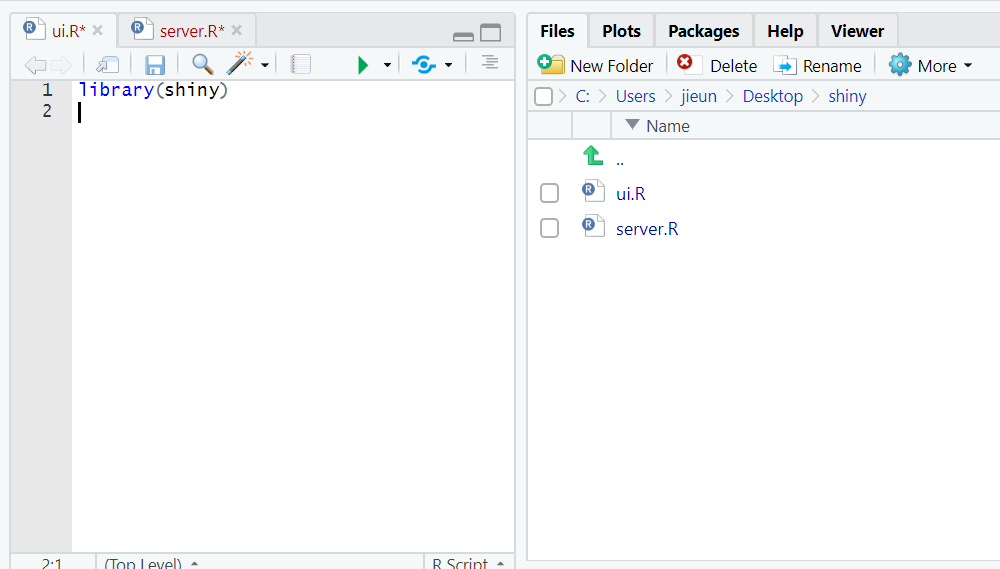 ui.R* server.R*
1 library(shiny)
2
2:1 (Top Level) R Script
Files Plots Packages Help Viewer
New Folder Delete Rename More
C: Users jieun Desktop shiny
Name
..
ui.R
server.R